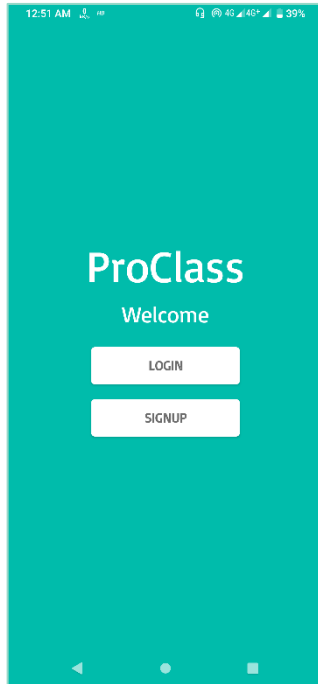 12:51 AM 4G 4G+ 39%
ProClass
Welcome
LOGIN
SIGNUP